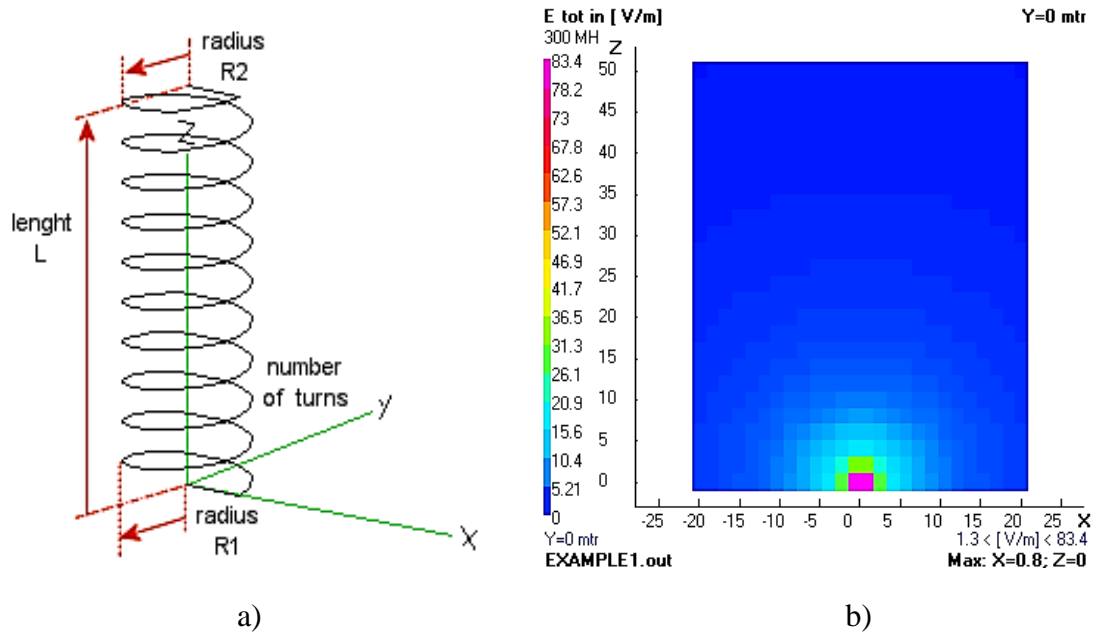 radius
R2
Z
lenght
L
number
of turns
y
radius
R1
X
a)
E tot in [ V/m]
Y=0 mtr
300 MH
Z
83.4
78.2
73
67.8
62.6
57.3
52.1
46.9
41.7
36.5
31.3
26.1
20.9
15.6
10.4
5.21
0
50
45
40
35
30
25
20
15
10
5
0
-25 -20 -15 -10 -5 0 5 10 15 20 25 X
Y=0 mtr
1.3 < [ V/m] < 83.4
EXAMPLE1.out
Max: X=0.8; Z=0
b)